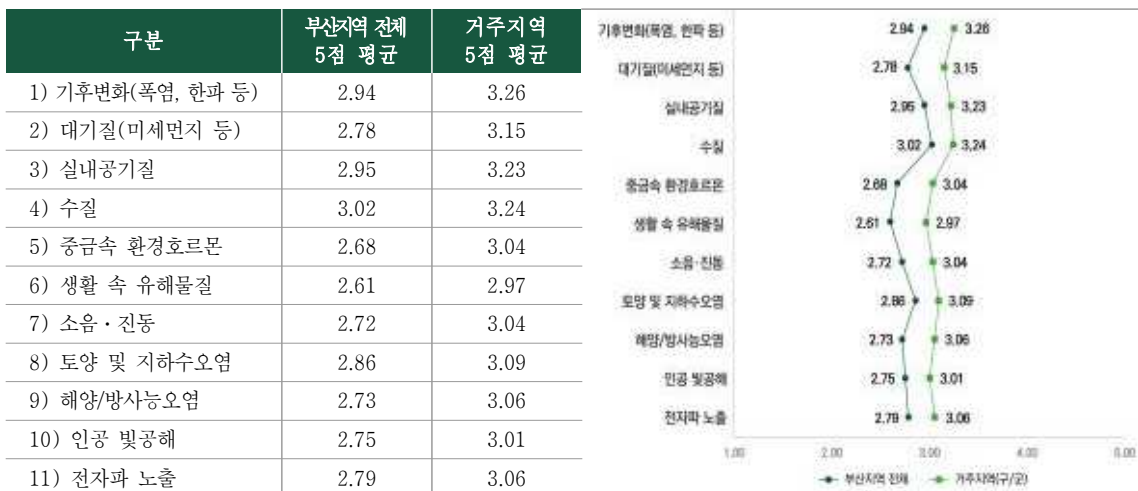 구분 부산지역 전체 5점 평균 거주지역 5점 평균
1) 기후변화(폭염, 한파 등) 2.94 3.26
2) 대기질(미세먼지 등) 2.78 3.15
3) 실내공기질 2.95 3.23
4) 수질 3.02 3.24
5) 중금속 환경호르몬 2.68 3.04
6) 생활 속 유해물질 2.61 2.97
7) 소음・진동 2.72 3.04
8) 토양 및 지하수오염 2.86 3.09
9) 해양/방사능오염 2.73 3.06
10) 인공 빛공해 2.75 3.01
11) 전자파 노출 2.79 3.06
기후변화(폭염, 한파 등) 2.94 3.26
대기질(미세먼지 등) 2.78 3.15
실내공기질 2.95 3.23
수질 3.02 3.24
중금속 환경호르몬 2.68 3.04
생활 속 유해물질 2.61 2.97
소음·진동 2.72 3.04
토양 및 지하수오염 2.86 3.09
해양/방사능오염 2.73 3.06
인공 빛공해 2.75 3.01
전자파 노출 2.79 3.06
1.00 2.00 3.00 4.00 5.00
부산지역 전체 거주지역(구/군)